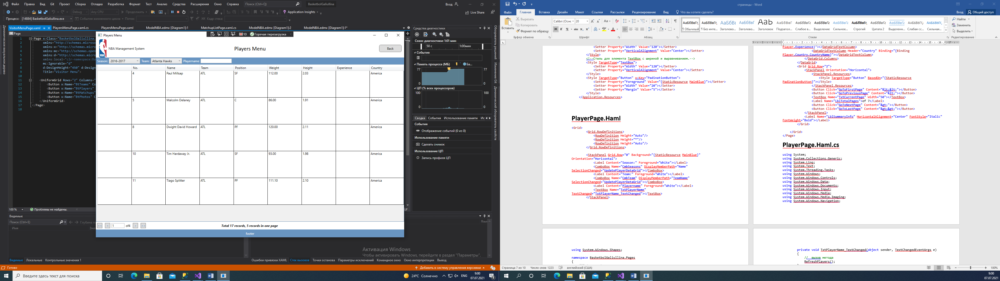 Файл Правка Вид Git Проект Сборка Отладка Разработка Формат Тест Анализ Средства Расширения Окно Справка Поиск (Ctrl+Q) BasketbolGaliullina Вход
Debug Any CPU Продолжить Application Insights Live Share
Процесс: [14884] BasketbolGaliullina.exe События жизненного цикла Поток: Кадр стека:
VisitorMenuPage.xaml PlayersMenuPage.xaml.cs PlayersMenuPage.xaml ModelNBA.edmx [Diagram1]:1 MatchupListPage.xaml.cs ModelNBA.edmx [Diagram1]:2 ModelNBA.edmx [Diagram1]:1*
Page
1 <Page x:Class="BasketbolGaliullina.
2 xmlns="http://schemas.microso
3 xmlns:x="http://schemas.micro
4 xmlns:mc="http://schemas.open
5 xmlns:d="http://schemas.micro
6 xmlns:local="clr-namespace:Ba
7 mc:Ignorable="d"
8 d:DesignHeight="450" d:Design
9 Title="Visitor Menu">
10
11 <UniformGrid Rows="2" Columns="
12 <Button x:Name="BtTeams" Co
13 <Button x:Name="BtPlayers"
14 <Button x:Name="BtMatchups"
15 <Button x:Name="BtPhotos" C
16 </UniformGrid>
17 </Page>
18
100 % Проблемы не найдены.
Players Menu
10 Горячая перезагрузка
NBA
NBA Management System
Players Menu
Back
Season: 2016-2017 Team: Atlanta Hawks Playername
No. Name Team Position Weight Height Experience Country
4 Paul Millsap ATL SF 112.00 2.03 America
5 Malcolm Delaney ATL C 86.00 1.91 America
8 Dwight David Howard ATL PF 120.00 2.11 America
10 Tim Hardaway Jr. ATL SF 93.00 1.98 America
11 Tiago Splitter ATL PF 111.10 2.10 America
<< < 1 of4 > >> Total 17 records, 5 records in one page
footer
Средства диагностики
Сеанс диагностики: 1:01 мин
50 с 1:00мин
События
Память процесса (МБ) Ба...
77 77
0 0
ЦП (% всех процессоров)
100 100
0 0
Сводка События Использование памяти Ис
События
Отображение событий (0 из 0)
Использование памяти
Сделать снимок
Использование ЦП
Запись профиля ЦП
Обозреватель решений
Изменения Git
Динамический обозреватель свойств
Динамическое визуальное дерево
Видимые
Поиск (Ctrl+E)
Имя
Активация Windows
Чтобы активировать Windows, перейдите в раздел "Параметры".
Видимые Локальные Контрольные значения 1
Ошибки привязки XAML Стек вызовов Точки останова Параметры исключений Командное окно Окно интерпретации Вывод
Готово
Добавить в систему управления версиями
Введите здесь текст для поиска
24°C Солнечно ENG 9:00
07.07.2021
страницы - Word
Файл Главная Вставка Дизайн Макет Ссылки Рассылки Рецензирование Вид Что вы хотите сделать? Вход Общий доступ
Вставить Вырезать
Копировать
Формат по образцу
Calibri (Оснс 20
Буфер обмена Шрифт Абзац Стили Редактирование
¶ Обычный ¶ Без инте... Заголово... Заголово... Заголовок Подзагол... Слабое в... Выделение Сильное... Строгий Цитата 2 Выделенн... Слабая сс... Сильная...
Найти
Заменить
Выделить
<Setter Property="Width" Value="120"></Setter>
<Setter Property="VerticalAlignment" Value="Center"></Setter>
</Style>
<!--Стиль для элемента TextBox с шириной и выравниванием.-->
<Style TargetType="TextBox">
<Setter Property="Width" Value="120"></Setter>
<Setter Property="VerticalAlignment" Value="Center"></Setter>
</Style>
<Style TargetType="Button" x:Key="PadinationButton">
<Setter Property="Foreground" Value="{StaticResource MainBlue}"></Setter>
<Setter Property="Width" Value="20"></Setter>
<Setter Property="Margin" Value="5"></Setter>
</Style>
</Application.Resources>
PlayerPage.Haml
<Grid>
<Grid.RowDefinitions>
<RowDefinition Height="Auto"/>
<RowDefinition Height="*"/>
<RowDefinition Height="Auto"/>
</Grid.RowDefinitions>
<StackPanel Grid.Row="0" Background="{StaticResource MainBlue}"
Orientation="Horizontal">
<Label Content="Season:" Foreground="White"></Label>
<ComboBox Name="CmbSeasons" DisplayMemberPath="Name"
SelectionChanged="UpdatePlayerDataGrid"></ComboBox>
<Label Content="Team:" Foreground="White"></Label>
<ComboBox Name="CmbTeam" DisplayMemberPath="TeamName"
SelectionChanged="UpdatePlayerDataGrid"></ComboBox>
<Label Content="Playername" Foreground="White"></Label>
<TextBox Name="TxtPlayerName"
TextChanged="TxtPlayerName_TextChanged"></TextBox>
</StackPanel>
Player.Experience}"></DataGridTextColumn>
<DataGridTextColumn Header="Country" Binding="{Binding
Player.Country.CountryName}"></DataGridTextColumn>
</DataGrid.Columns>
</DataGrid>
<Grid Grid.Row="2">
<StackPanel Orientation="Horizontal">
<StackPanel.Resources>
<Style TargetType="Button" BasedOn="{StaticResource
PadinationButton}"></Style>
</StackPanel.Resources>
<Button Click="GoToFirstPage" Content="&lt;&lt;"></Button>
<Button Click="GoToPreviousPage" Content="&lt;"></Button>
<TextBox Name="TxtCurrentPage" Width="50"></TextBox>
<Label Name="LblTotalPages">of 7</Label>
<Button Click="GoToNextPage" Content="&gt;"></Button>
<Button Click="GoToLastPage" Content="&gt;&gt;"></Button>
</StackPanel>
<Label Name="LblSummaryInfo" HorizontalAlignment="Center" FontStyle="Italic"
FontWeight="Bold"></Label>
</Grid>
</Grid>
</Page>
PlayerPage.Haml.cs
using System;
using System.Collections.Generic;
using System.Linq;
using System.Text;
using System.Threading.Tasks;
using System.Windows;
using System.Windows.Controls;
using System.Windows.Data;
using System.Windows.Documents;
using System.Windows.Input;
using System.Windows.Media;
using System.Windows.Media.Imaging;
using System.Windows.Navigation;
using System.Windows.Shapes;
namespace BasketbolGaliullina.Pages
{
private void TxtPlayerName_TextChanged(object sender, TextChangedEventArgs e)
{
// вызов метода
RefreshPlayers();
Страница 7 из 10 Число слов: 1223 английский (США) 100%
9:00
07.07.2021